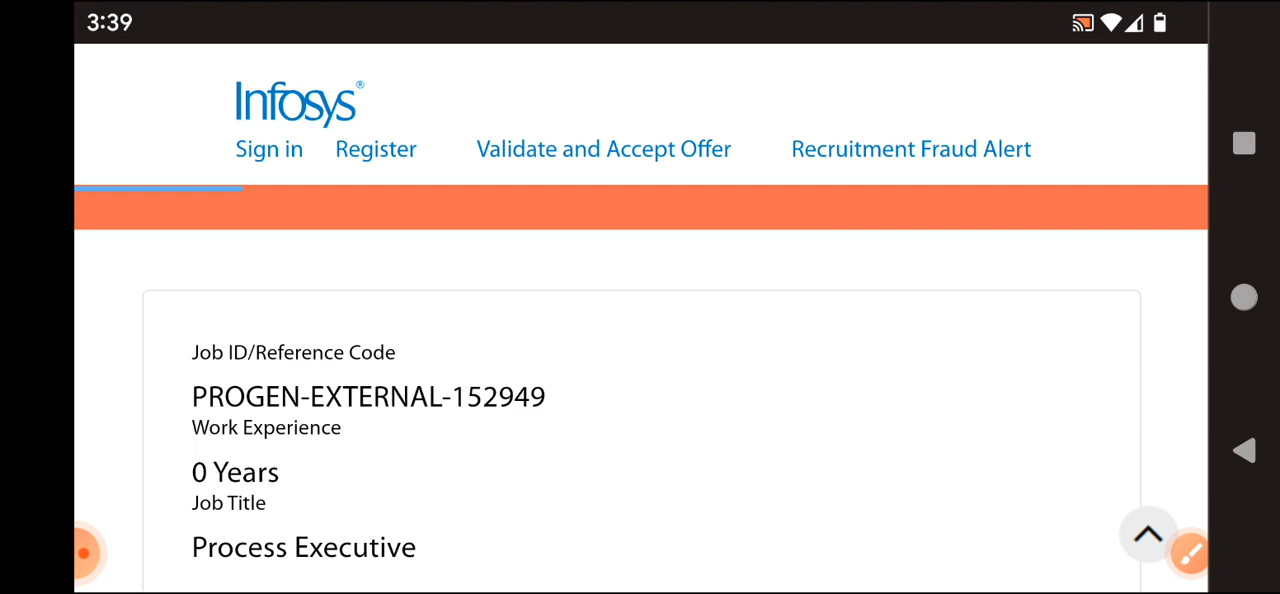 3:39
Infosys®
Sign in Register Validate and Accept Offer Recruitment Fraud Alert
Job ID/Reference Code
PROGEN-EXTERNAL-152949
Work Experience
0 Years
Job Title
Process Executive